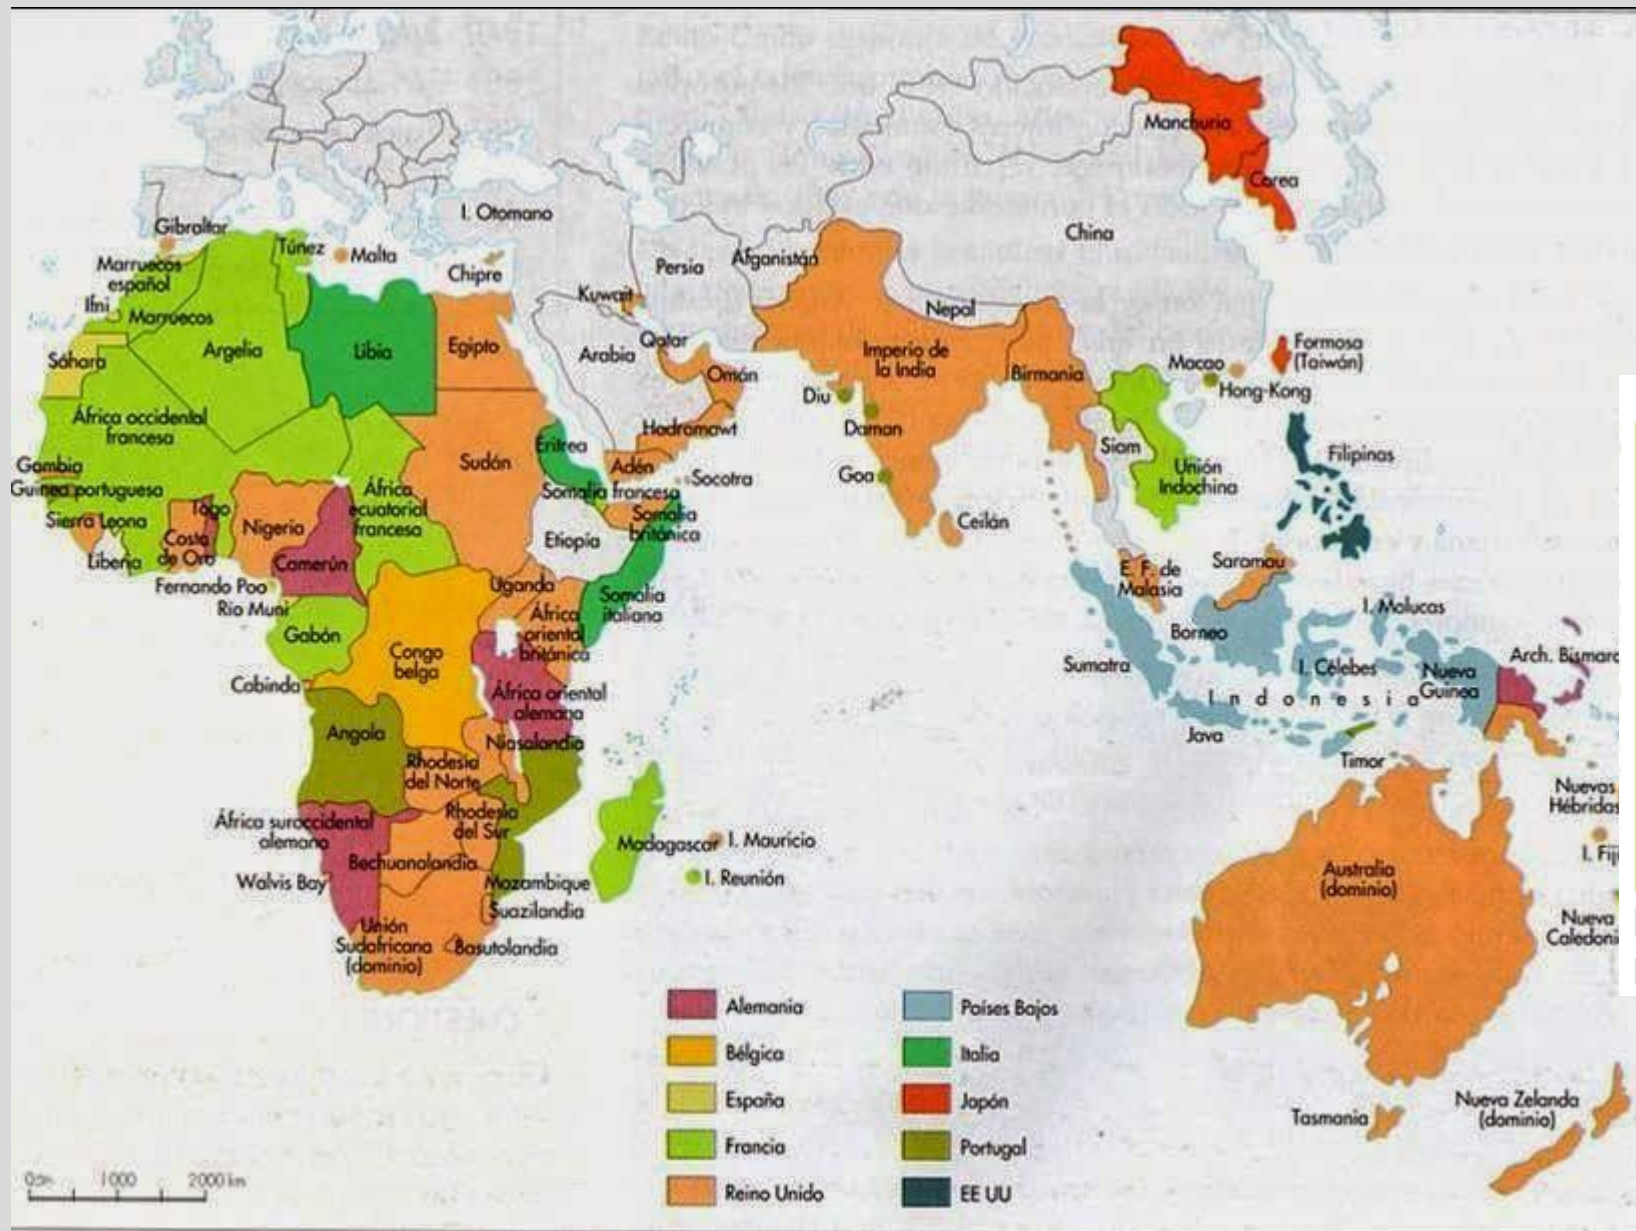 Manchuria
Corea
I. Otomano
Gibraltar
Túnez
Malta
China
Marruecos
español
Chipre
Persia
Afganistán
Ifni
Kuwait
Nepal
Marruecos
Sáhara
Argelia
Libia
Egipto
Arabia
Qatar
Omán
Imperio de
la India
Birmania
Macao
Formosa
(Taiwán)
Hong-Kong
Diu
Daman
África occidental
francesa
Hadramawt
Siam
Filipinas
Gambia
Guinea portuguesa
Sudán
Eritrea
Adén
Socotra
Goa
Unión
Indochina
África
ecuatorial
francesa
Somalia francesa
Somalia
británica
Sierra Leona
Togo
Nigeria
Costa
de Oro
Liberia
Camerún
Etiopía
Ceilán
Fernando Poo
Río Muni
Uganda
Somalia
italiana
E. F. de
Malasia
Saramau
I. Molucas
Gabón
África
oriental
británica
Borneo
Congo
belga
Sumatra
I. Célebes
Nueva
Guinea
Arch. Bismarc
Cabinda
África oriental
alemana
Indonesia
Angola
Niasalandia
Java
Timor
Rhodesia
del Norte
Nuevas
Hébridas
África suroccidental
alemana
Rhodesia
del Sur
Madagascar
I. Mauricio
I. Fiji
Bechuanalandia
I. Reunión
Australia
(dominio)
Walvis Bay
Mozambique
Suazilandia
Nueva
Caledoni
Unión
Sudafricana
(dominio)
Basutolandia
Alemania
Bélgica
España
Francia
Reino Unido
Países Bajos
Italia
Japón
Portugal
EE UU
Tasmania
Nueva Zelanda
(dominio)
1000
2000 km